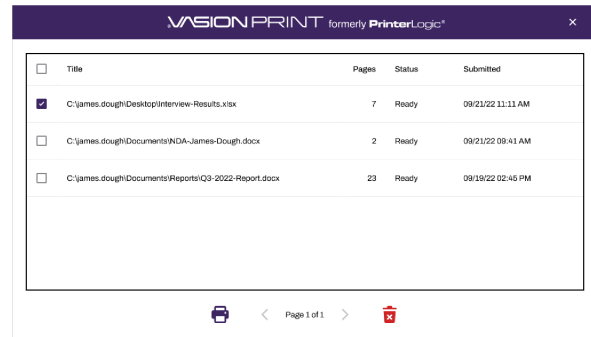 VASION PRINT formerly PrinterLogic®
Title Pages Status Submitted
C:\james.dough\Desktop\Interview-Results.xlsx 7 Ready 09/21/22 11:11 AM
C:\james.dough\Documents\NDA-James-Dough.docx 2 Ready 09/21/22 09:41 AM
C:\james.dough\Documents\Reports\Q3-2022-Report.docx 23 Ready 09/19/22 02:45 PM
Page 1 of 1